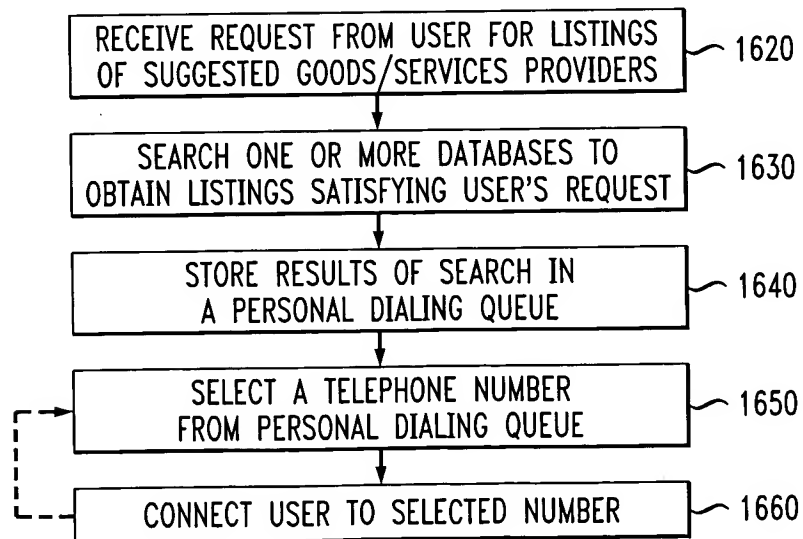 RECEIVE REQUEST FROM USER FOR LISTINGS
OF SUGGESTED GOODS/SERVICES PROVIDERS
1620
SEARCH ONE OR MORE DATABASES TO
OBTAIN LISTINGS SATISFYING USER'S REQUEST
1630
STORE RESULTS OF SEARCH IN
A PERSONAL DIALING QUEUE
1640
SELECT A TELEPHONE NUMBER
FROM PERSONAL DIALING QUEUE
1650
CONNECT USER TO SELECTED NUMBER
1660